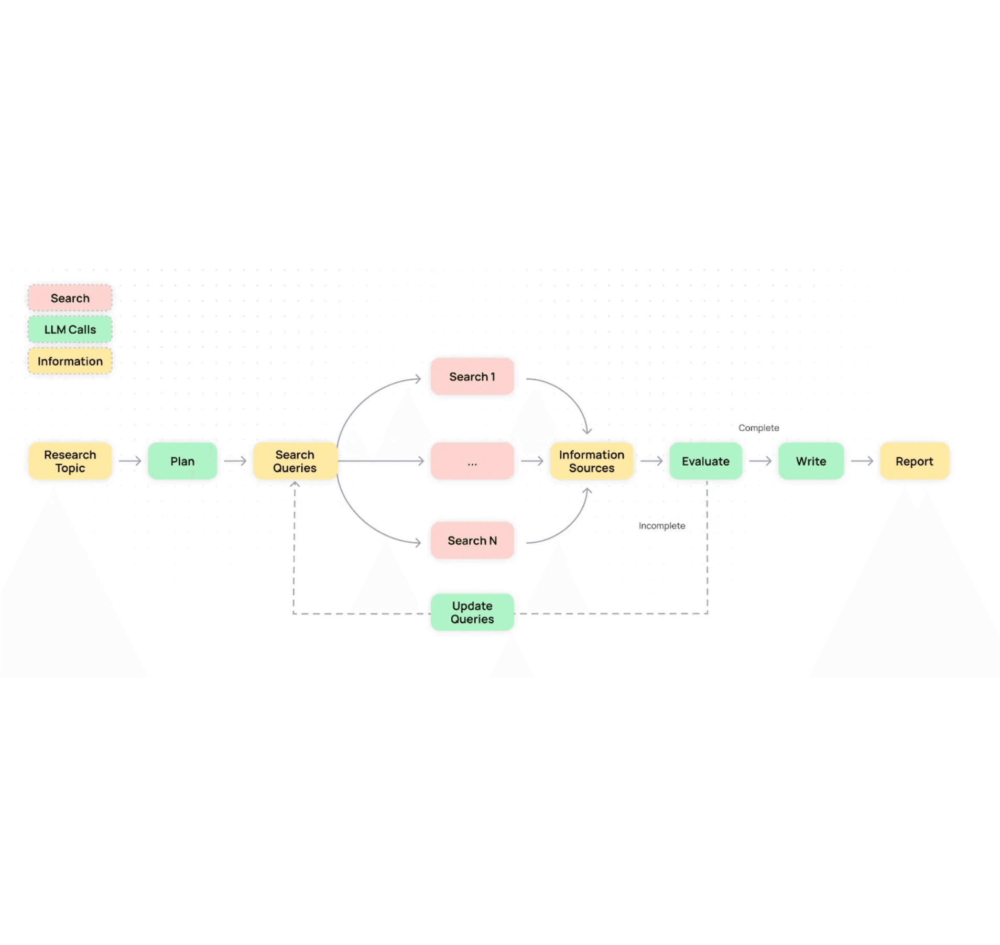 Search
LLM Calls
Information
Search 1
Complete
Research
Topic
Plan
Search
Queries
...
Information
Sources
Evaluate
Write
Report
Incomplete
Search N
Update
Queries